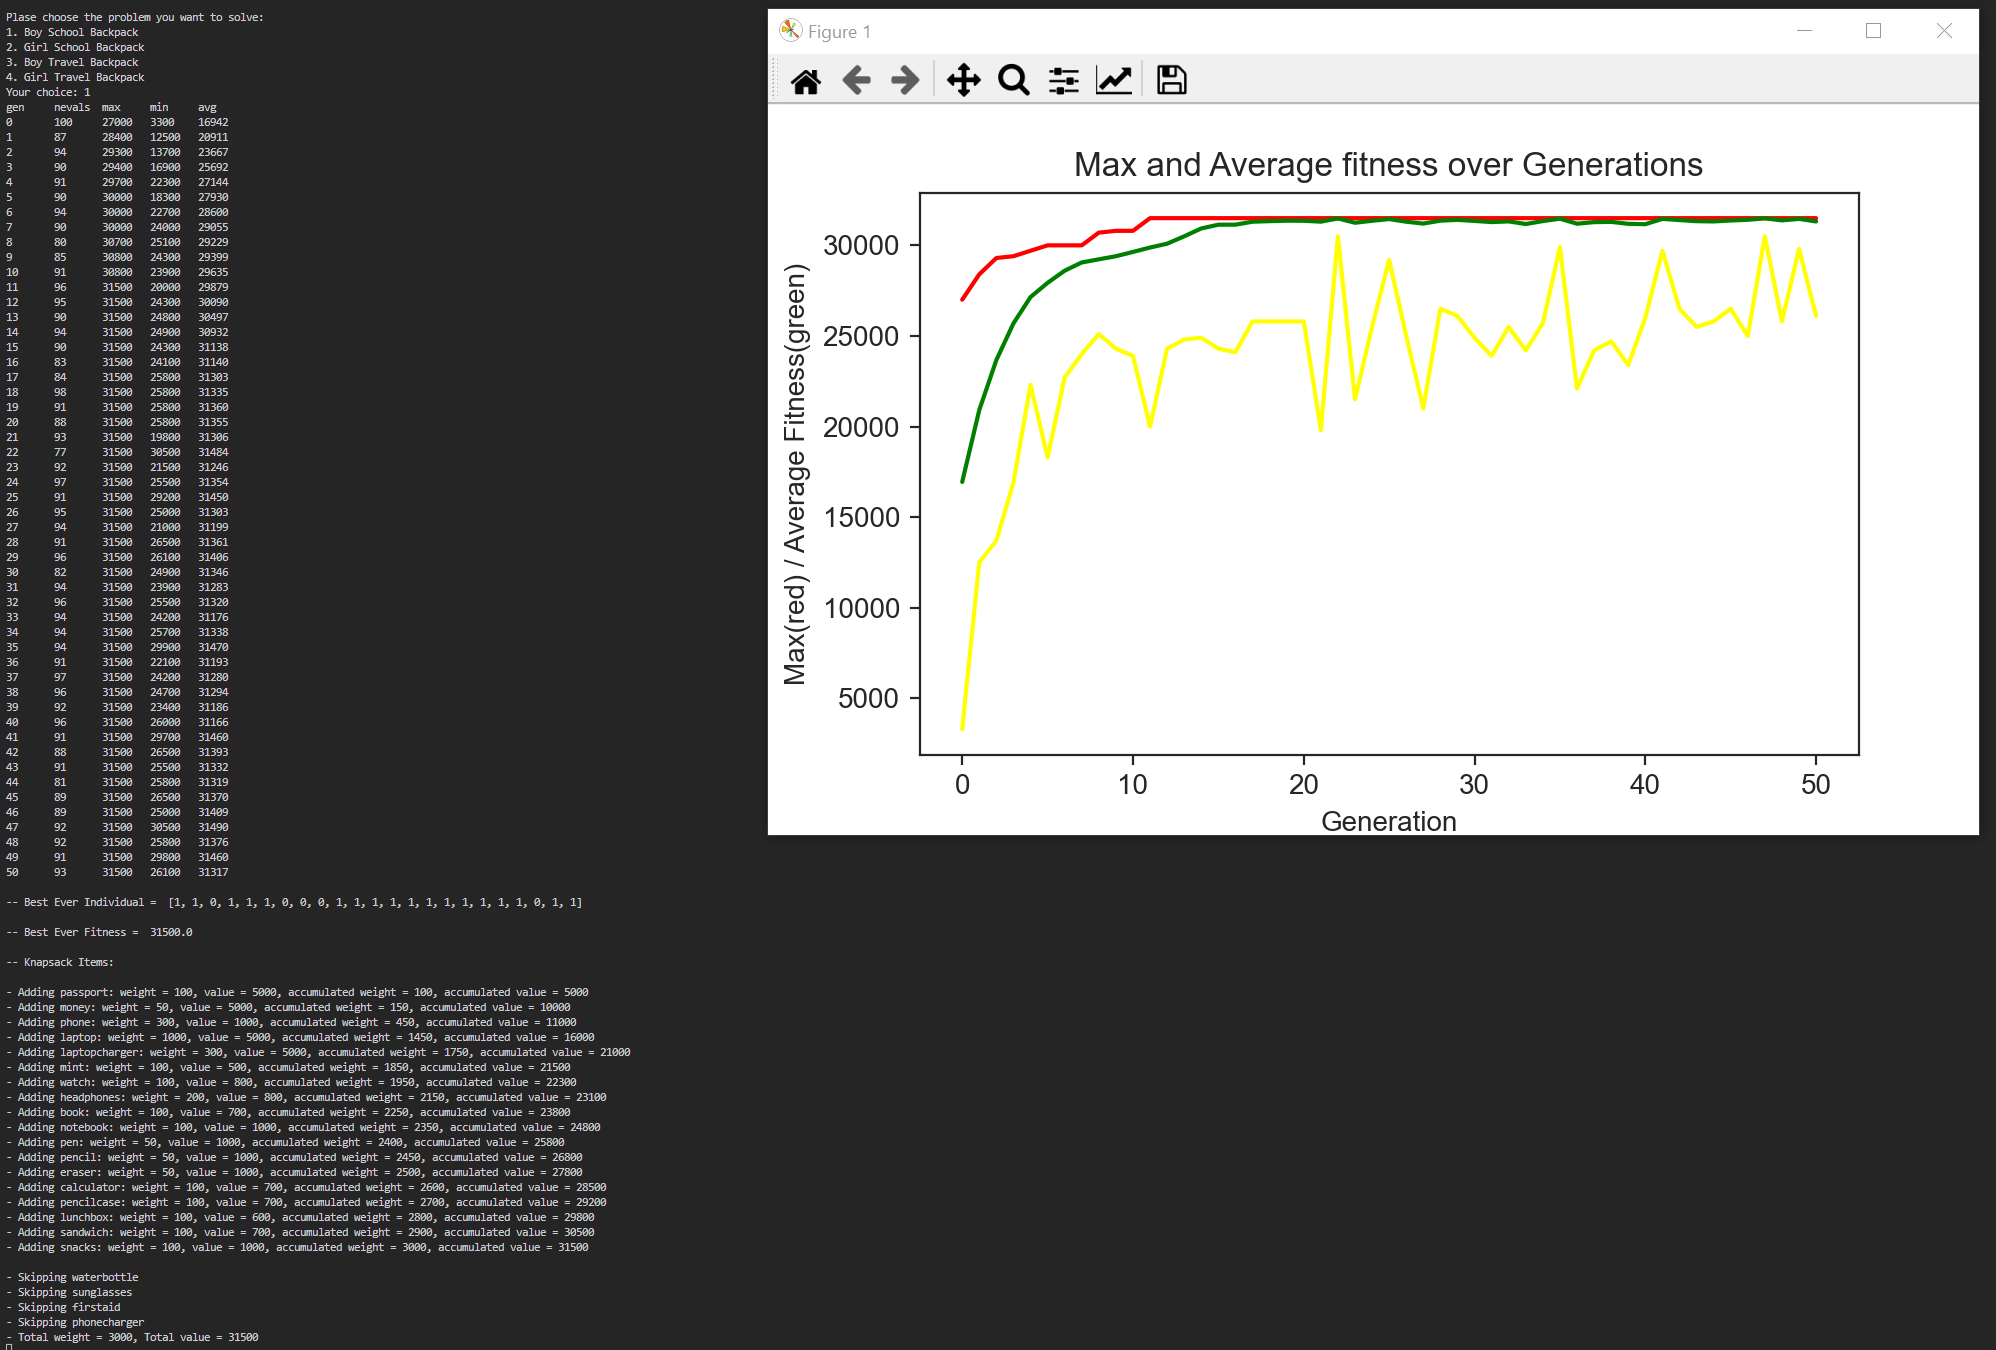 Plase choose the problem you want to solve:
1. Boy School Backpack
2. Girl School Backpack
3. Boy Travel Backpack
4. Girl Travel Backpack
Your choice: 1
gen nevals max min avg
0 100 27000 3300 16942
1 87 28400 12500 20911
2 94 29300 13700 23667
3 90 29400 16900 25692
4 91 29700 22300 27144
5 90 30000 18300 27930
6 94 30000 22700 28600
7 90 30000 24000 29055
8 80 30700 25100 29229
9 85 30800 24300 29399
10 91 30800 23900 29635
11 96 31500 20000 29879
12 95 31500 24300 30090
13 90 31500 24800 30497
14 94 31500 24900 30932
15 90 31500 24300 31138
16 83 31500 24100 31140
17 84 31500 25800 31303
18 98 31500 25800 31335
19 91 31500 25800 31360
20 88 31500 25800 31355
21 93 31500 19800 31306
22 77 31500 30500 31484
23 92 31500 21500 31246
24 97 31500 25500 31354
25 91 31500 29200 31450
26 95 31500 25000 31303
27 94 31500 21000 31199
28 91 31500 26500 31361
29 96 31500 26100 31406
30 82 31500 24900 31346
31 94 31500 23900 31283
32 96 31500 25500 31320
33 94 31500 24200 31176
34 94 31500 25700 31338
35 94 31500 29900 31470
36 91 31500 22100 31193
37 97 31500 24200 31280
38 96 31500 24700 31294
39 92 31500 23400 31186
40 96 31500 26000 31166
41 91 31500 29700 31460
42 88 31500 26500 31393
43 91 31500 25500 31332
44 81 31500 25800 31319
45 89 31500 26500 31370
46 89 31500 25000 31409
47 92 31500 30500 31490
48 92 31500 25800 31376
49 91 31500 29800 31460
50 93 31500 26100 31317
-- Best Ever Individual =  [1, 1, 0, 1, 1, 1, 0, 0, 0, 1, 1, 1, 1, 1, 1, 1, 1, 1, 1, 1, 0, 1, 1]
-- Best Ever Fitness =  31500.0
-- Knapsack Items:
- Adding passport: weight = 100, value = 5000, accumulated weight = 100, accumulated value = 5000
- Adding money: weight = 50, value = 5000, accumulated weight = 150, accumulated value = 10000
- Adding phone: weight = 300, value = 1000, accumulated weight = 450, accumulated value = 11000
- Adding laptop: weight = 1000, value = 5000, accumulated weight = 1450, accumulated value = 16000
- Adding laptopcharger: weight = 300, value = 5000, accumulated weight = 1750, accumulated value = 21000
- Adding mint: weight = 100, value = 500, accumulated weight = 1850, accumulated value = 21500
- Adding watch: weight = 100, value = 800, accumulated weight = 1950, accumulated value = 22300
- Adding headphones: weight = 200, value = 800, accumulated weight = 2150, accumulated value = 23100
- Adding book: weight = 100, value = 700, accumulated weight = 2250, accumulated value = 23800
- Adding notebook: weight = 100, value = 1000, accumulated weight = 2350, accumulated value = 24800
- Adding pen: weight = 50, value = 1000, accumulated weight = 2400, accumulated value = 25800
- Adding pencil: weight = 50, value = 1000, accumulated weight = 2450, accumulated value = 26800
- Adding eraser: weight = 50, value = 1000, accumulated weight = 2500, accumulated value = 27800
- Adding calculator: weight = 100, value = 700, accumulated weight = 2600, accumulated value = 28500
- Adding pencilcase: weight = 100, value = 700, accumulated weight = 2700, accumulated value = 29200
- Adding lunchbox: weight = 100, value = 600, accumulated weight = 2800, accumulated value = 29800
- Adding sandwich: weight = 100, value = 700, accumulated weight = 2900, accumulated value = 30500
- Adding snacks: weight = 100, value = 1000, accumulated weight = 3000, accumulated value = 31500
- Skipping waterbottle
- Skipping sunglasses
- Skipping firstaid
- Skipping phonecharger
- Total weight = 3000, Total value = 31500
Figure 1
Max and Average fitness over Generations
Max(red) / Average Fitness(green)
30000
25000
20000
15000
10000
5000
0 10 20 30 40 50
Generation